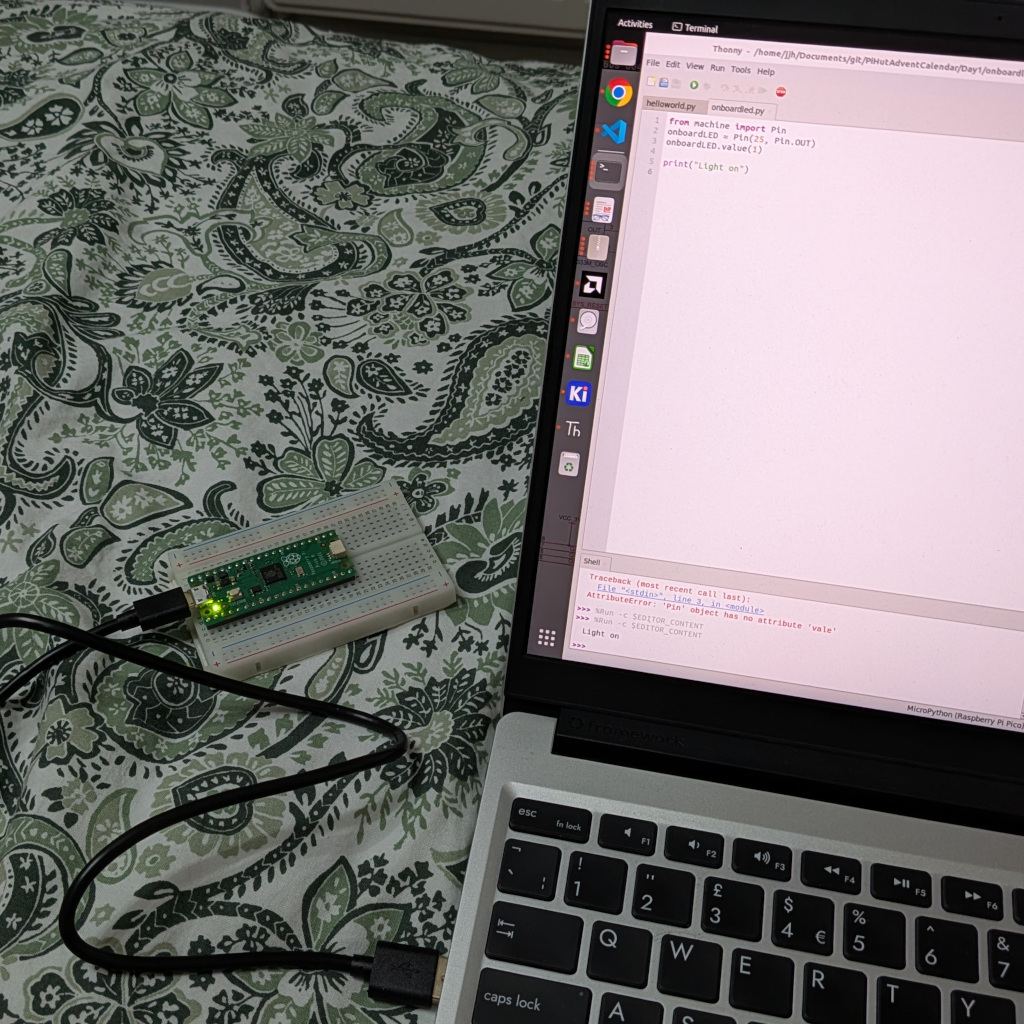 Activities
Terminal
Thonny - /home/jjh/Documents/git/PiHutAdventCalendar/Day1/onboardl
File Edit View Run Tools Help
helloworld.py
onboardled.py
1 from machine import Pin
2 onboardLED = Pin(25, Pin.OUT)
3 onboardLED.value(1)
4
5 print("Light on")
6
Ki
Th
Shell
Traceback (most recent call last):
File "<stdin>", line 3, in <module>
AttributeError: 'Pin' object has no attribute 'vale'
>>> %Run -c $EDITOR_CONTENT
>>> %Run -c $EDITOR_CONTENT
Light on
>>>
MicroPython (Raspberry Pi Pico)
framework
esc fn lock
F1
F2
F3
F4
F5
F6
! 1
" 2
£ 3
$ 4 €
% 5
^ 6
& 7
Q W E R T Y
caps lock
A